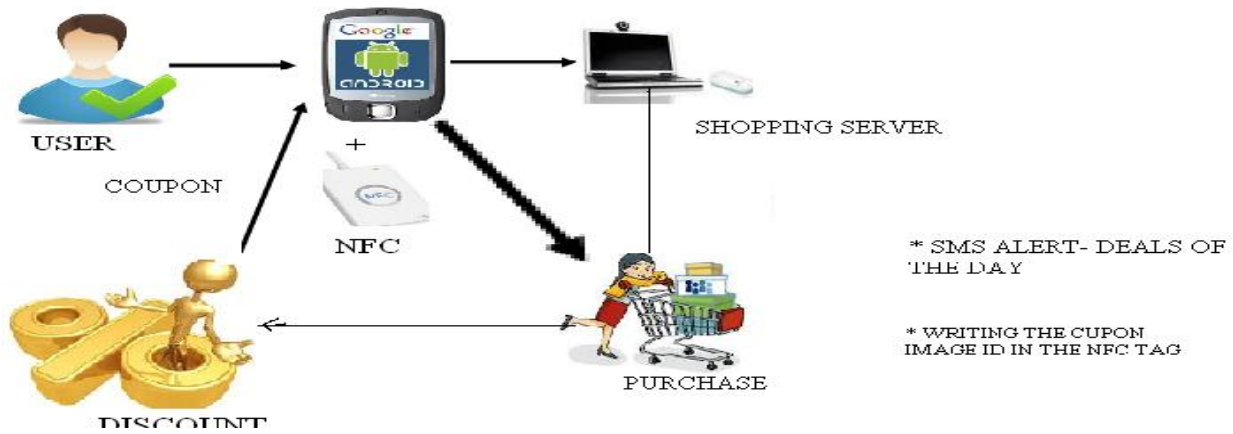 Google
ANDROID
USER
+
SHOPPING SERVER
COUPON
NFC
NFC
* SMS ALERT- DEALS OF
THE DAY
* WRITING THE CUPON
IMAGE ID IN THE NFC TAG
PURCHASE
DISCOUNT